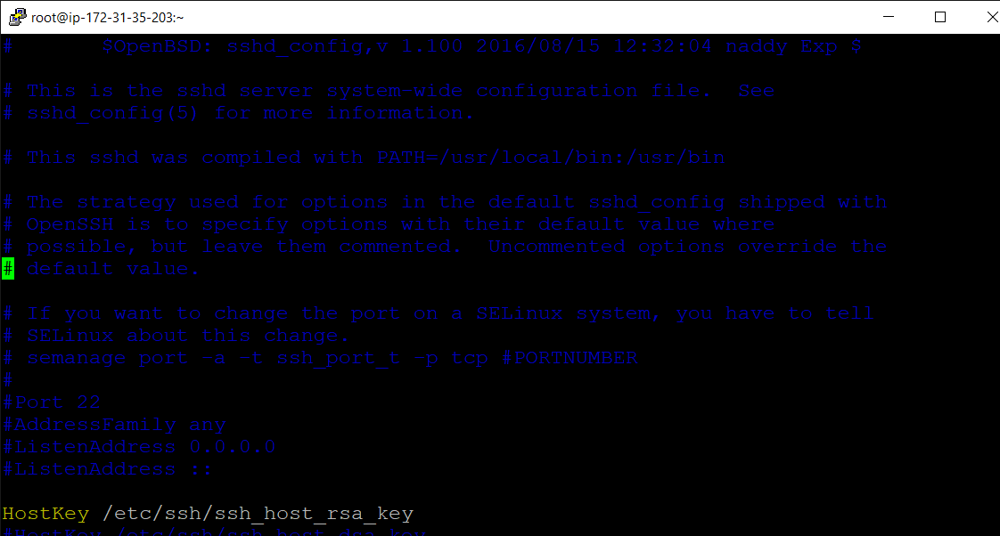 root@ip-172-31-35-203:~
#       $OpenBSD: sshd_config,v 1.100 2016/08/15 12:32:04 naddy Exp $
# This is the sshd server system-wide configuration file.  See
# sshd_config(5) for more information.
# This sshd was compiled with PATH=/usr/local/bin:/usr/bin
# The strategy used for options in the default sshd_config shipped with
# OpenSSH is to specify options with their default value where
# possible, but leave them commented.  Uncommented options override the
# default value.
# If you want to change the port on a SELinux system, you have to tell
# SELinux about this change.
# semanage port -a -t ssh_port_t -p tcp #PORTNUMBER
#
#Port 22
#AddressFamily any
#ListenAddress 0.0.0.0
#ListenAddress ::
HostKey /etc/ssh/ssh_host_rsa_key
#HostKey /etc/ssh/ssh_host_dsa_key